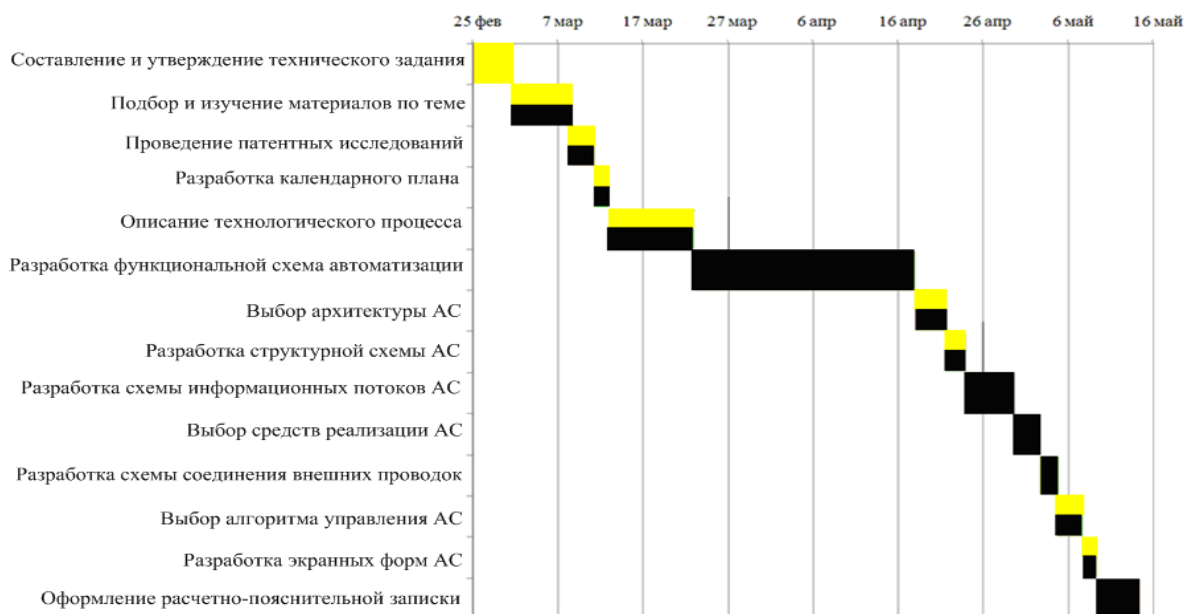 25 фев 7 мар 17 мар 27 мар 6 апр 16 апр 26 апр 6 май 16 май
Составление и утверждение технического задания
Подбор и изучение материалов по теме
Проведение патентных исследований
Разработка календарного плана
Описание технологического процесса
Разработка функциональной схема автоматизации
Выбор архитектуры АС
Разработка структурной схемы АС
Разработка схемы информационных потоков АС
Выбор средств реализации АС
Разработка схемы соединения внешних проводок
Выбор алгоритма управления АС
Разработка экранных форм АС
Оформление расчетно-пояснительной записки